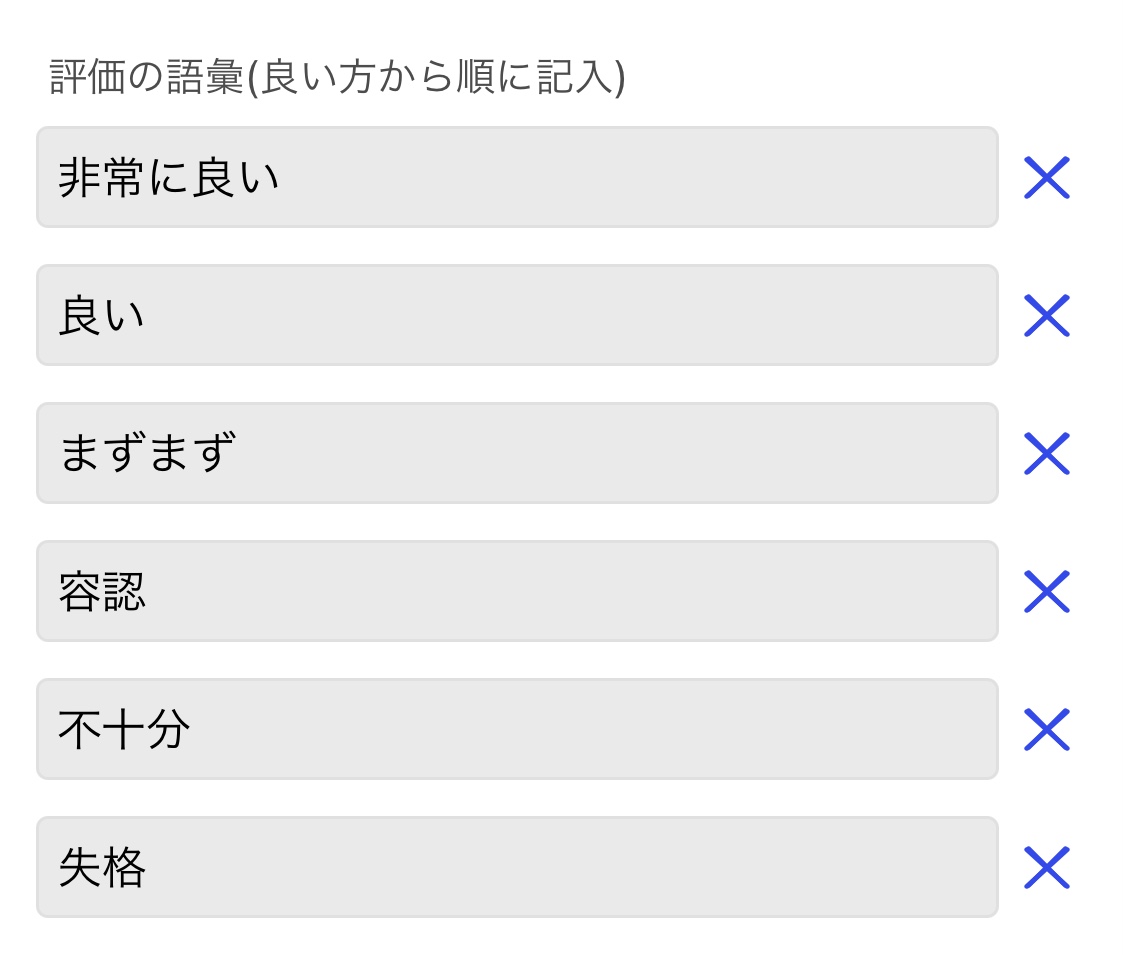 評価の語彙(良い方から順に記入)
非常に良い
良い
まずまず
容認
不十分
失格